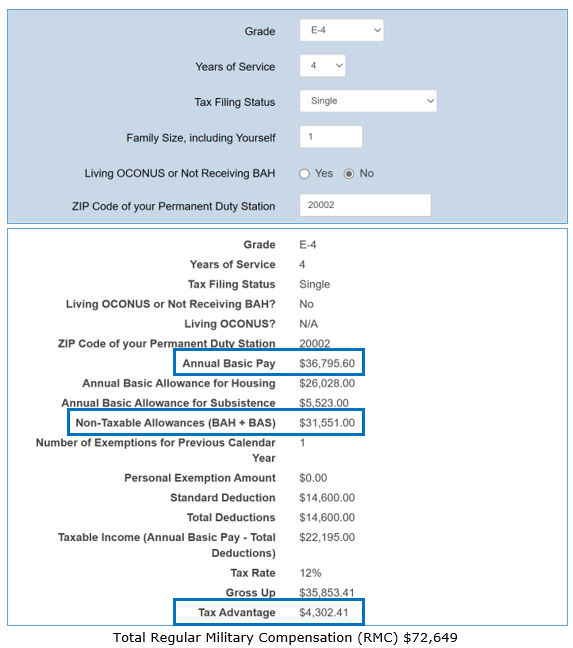 Grade E-4
Years of Service 4
Tax Filing Status Single
Family Size, including Yourself 1
Living OCONUS or Not Receiving BAH Yes No
ZIP Code of your Permanent Duty Station 20002
Grade E-4
Years of Service 4
Tax Filing Status Single
Living OCONUS or Not Receiving BAH? No
Living OCONUS? N/A
ZIP Code of your Permanent Duty Station 20002
Annual Basic Pay $36,795.60
Annual Basic Allowance for Housing $26,028.00
Annual Basic Allowance for Subsistence $5,523.00
Non-Taxable Allowances (BAH + BAS) $31,551.00
Number of Exemptions for Previous Calendar 1
Year
Personal Exemption Amount $0.00
Standard Deduction $14,600.00
Total Deductions $14,600.00
Taxable Income (Annual Basic Pay - Total $22,195.00
Deductions)
Tax Rate 12%
Gross Up $35,853.41
Tax Advantage $4,302.41
Total Regular Military Compensation (RMC) $72,649